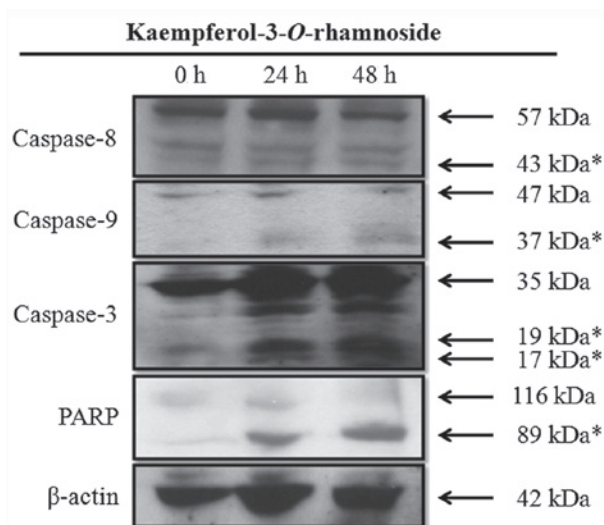 Kaempferol-3-O-rhamnoside
0 h 24 h 48 h
Caspase-8
57 kDa
43 kDa*
Caspase-9
47 kDa
37 kDa*
Caspase-3
35 kDa
19 kDa*
17 kDa*
PARP
116 kDa
89 kDa*
β-actin
42 kDa